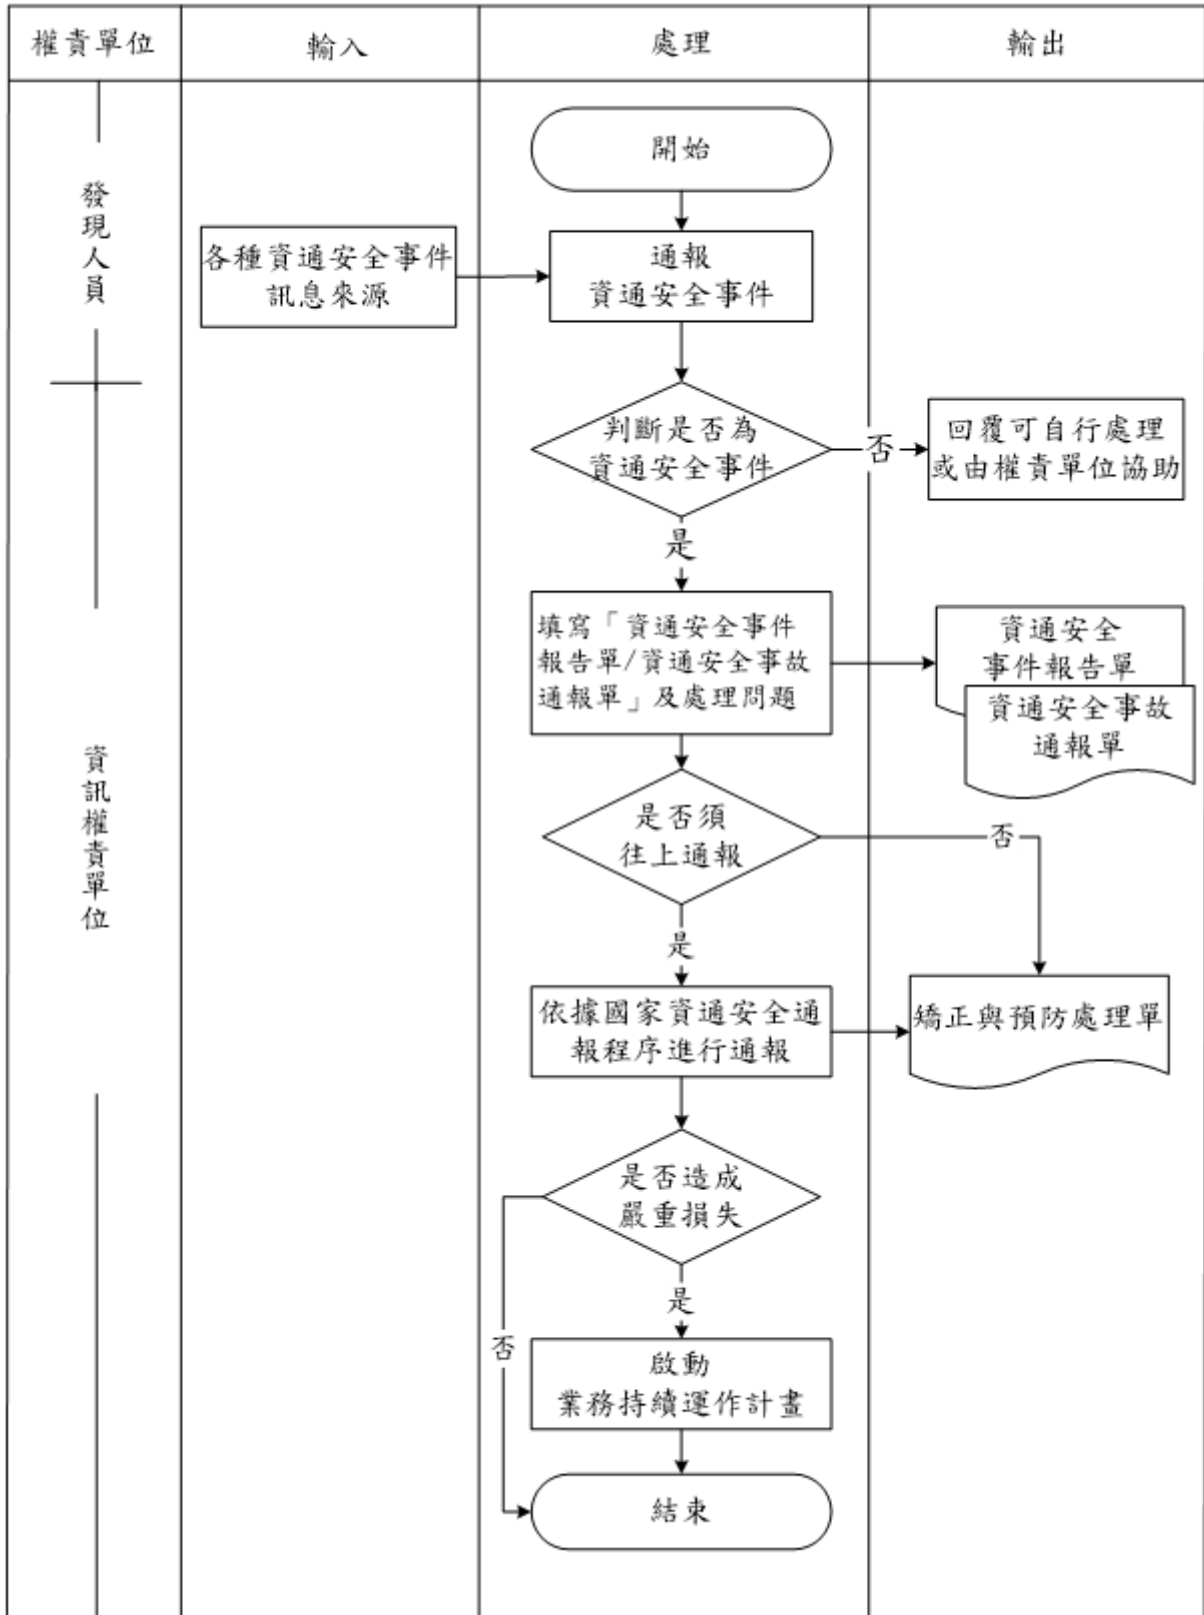 權責單位
輸入
處理
輸出
開始
發現人員
各種資通安全事件
訊息來源
通報
資通安全事件
判斷是否為
資通安全事件
否
回覆可自行處理
或由權責單位協助
是
填寫「資通安全事件
報告單/資通安全事故
通報單」及處理問題
資通安全
事件報告單
資通安全事故
通報單
資訊權責單位
是否須
往上通報
否
是
依據國家資通安全通
報程序進行通報
矯正與預防處理單
是否造成
嚴重損失
是
否
啟動
業務持續運作計畫
結束